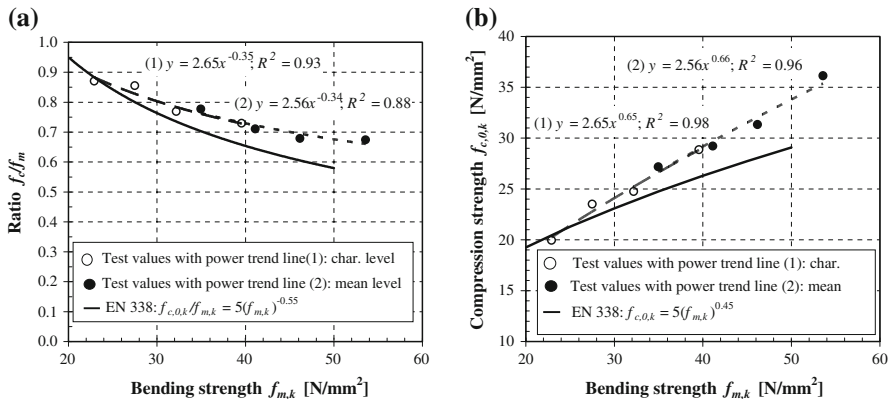 (a)
1.0
0.9
0.8
0.7
0.6
0.5
0.4
0.3
0.2
0.1
0.0
Ratio f_c/f_m
(1) y = 2.65x^-0.35; R^2 = 0.93
(2) y = 2.56x^-0.34; R^2 = 0.88
Test values with power trend line(1): char. level
Test values with power trend line (2): mean level
EN 338: f_c,0,k/f_m,k = 5(f_m,k)^-0.55
20 30 40 50 60
Bending strength f_m,k [N/mm^2]
(b)
40
35
30
25
20
15
10
Compression strength f_c,0,k [N/mm^2]
(2) y = 2.56x^0.66; R^2 = 0.96
(1) y = 2.65x^0.65; R^2 = 0.98
Test values with power trend line (1): char.
Test values with power trend line (2): mean
EN 338: f_c,0,k = 5(f_m,k)^0.45
20 30 40 50 60
Bending strength f_m,k [N/mm^2]